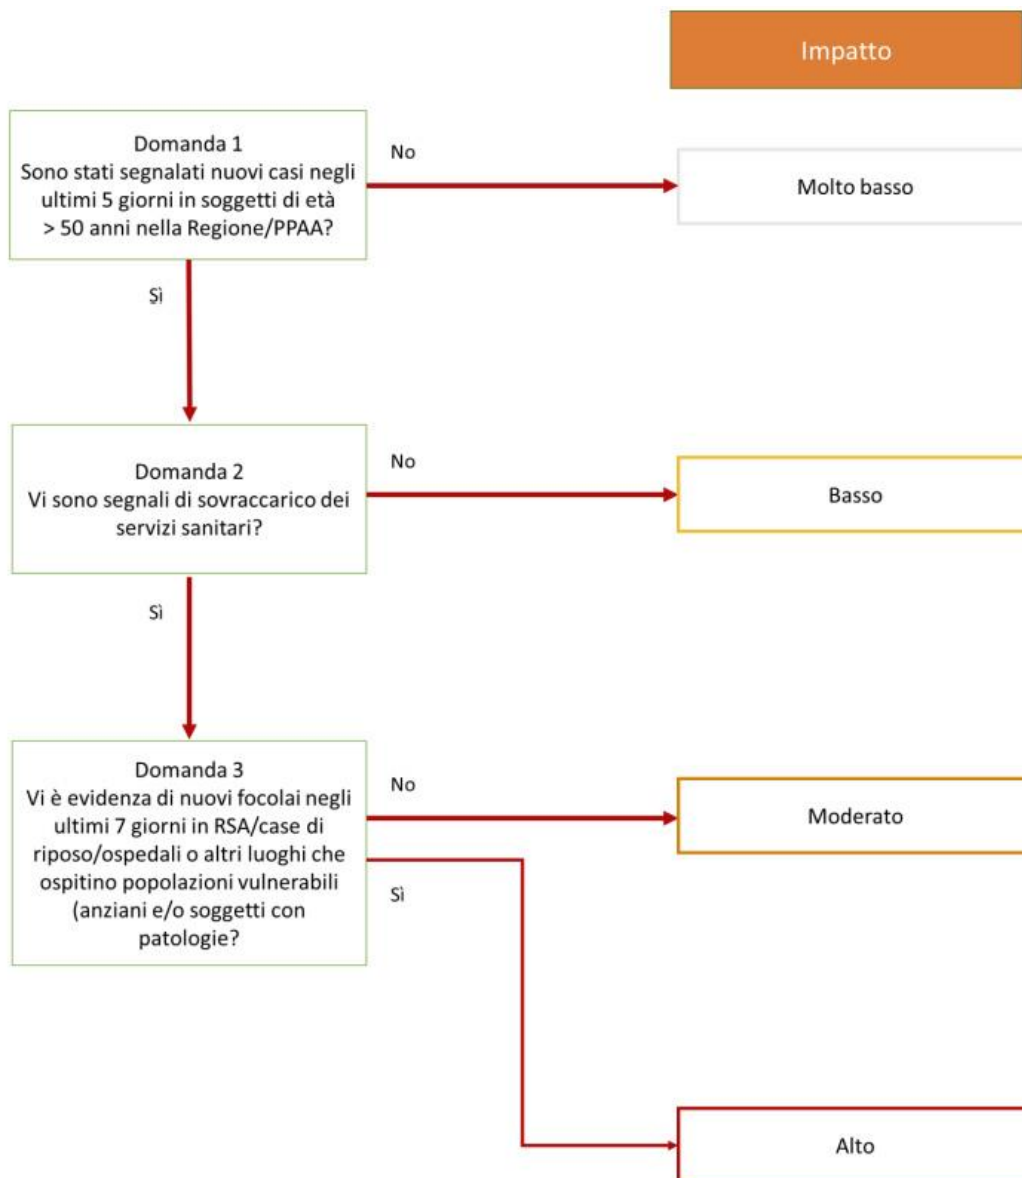 Impatto
Domanda 1
Sono stati segnalati nuovi casi negli
ultimi 5 giorni in soggetti di età
> 50 anni nella Regione/PPAA?
No
Molto basso
Sì
Domanda 2
Vi sono segnali di sovraccarico dei
servizi sanitari?
No
Basso
Sì
Domanda 3
Vi è evidenza di nuovi focolai negli
ultimi 7 giorni in RSA/case di
riposo/ospedali o altri luoghi che
ospitino popolazioni vulnerabili
(anziani e/o soggetti con
patologie?
No
Moderato
Sì
Alto